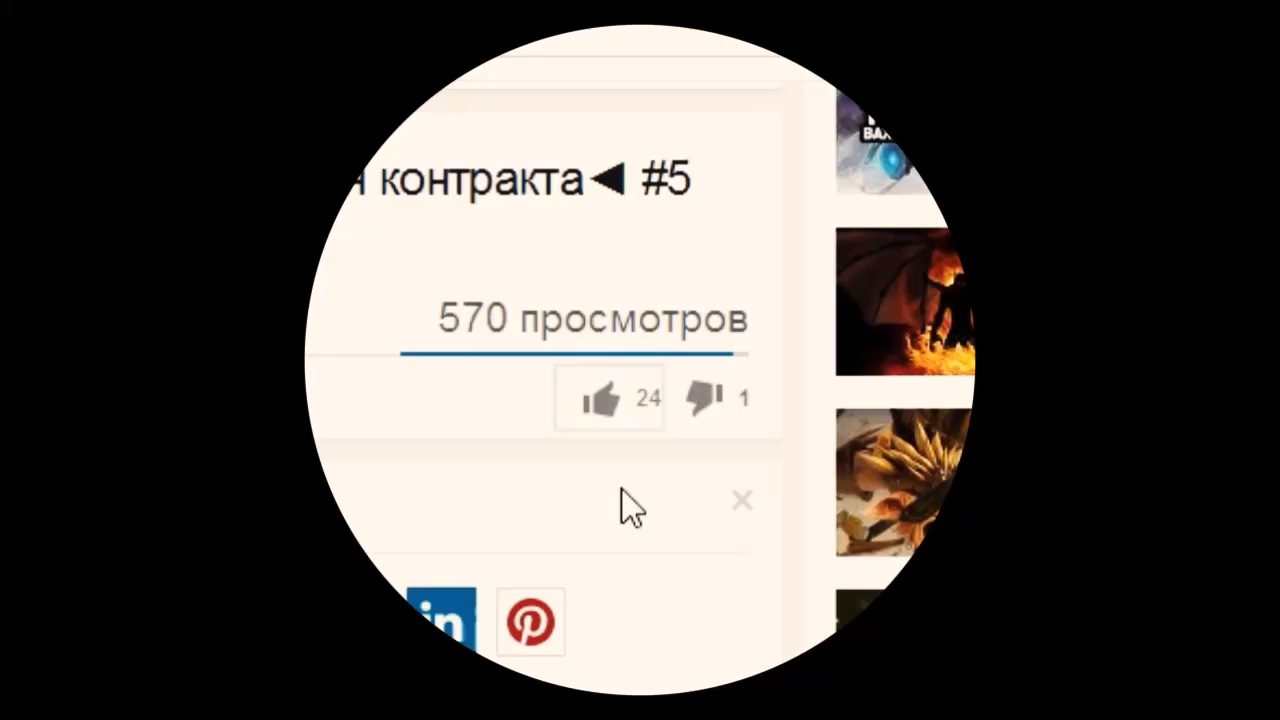 контракта◄ #5
570 просмотров
24 1
in